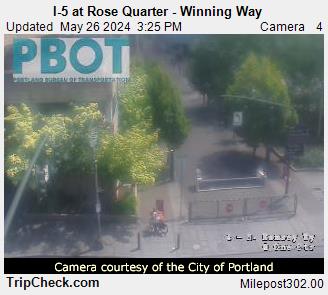 I-5 at Rose Quarter - Winning Way
Updated May 26 2024 3:25 PM Camera 4
PBOT
PORTLAND BUREAU OF TRANSPORTATION
Camera courtesy of the City of Portland
TripCheck.com Milepost302.00